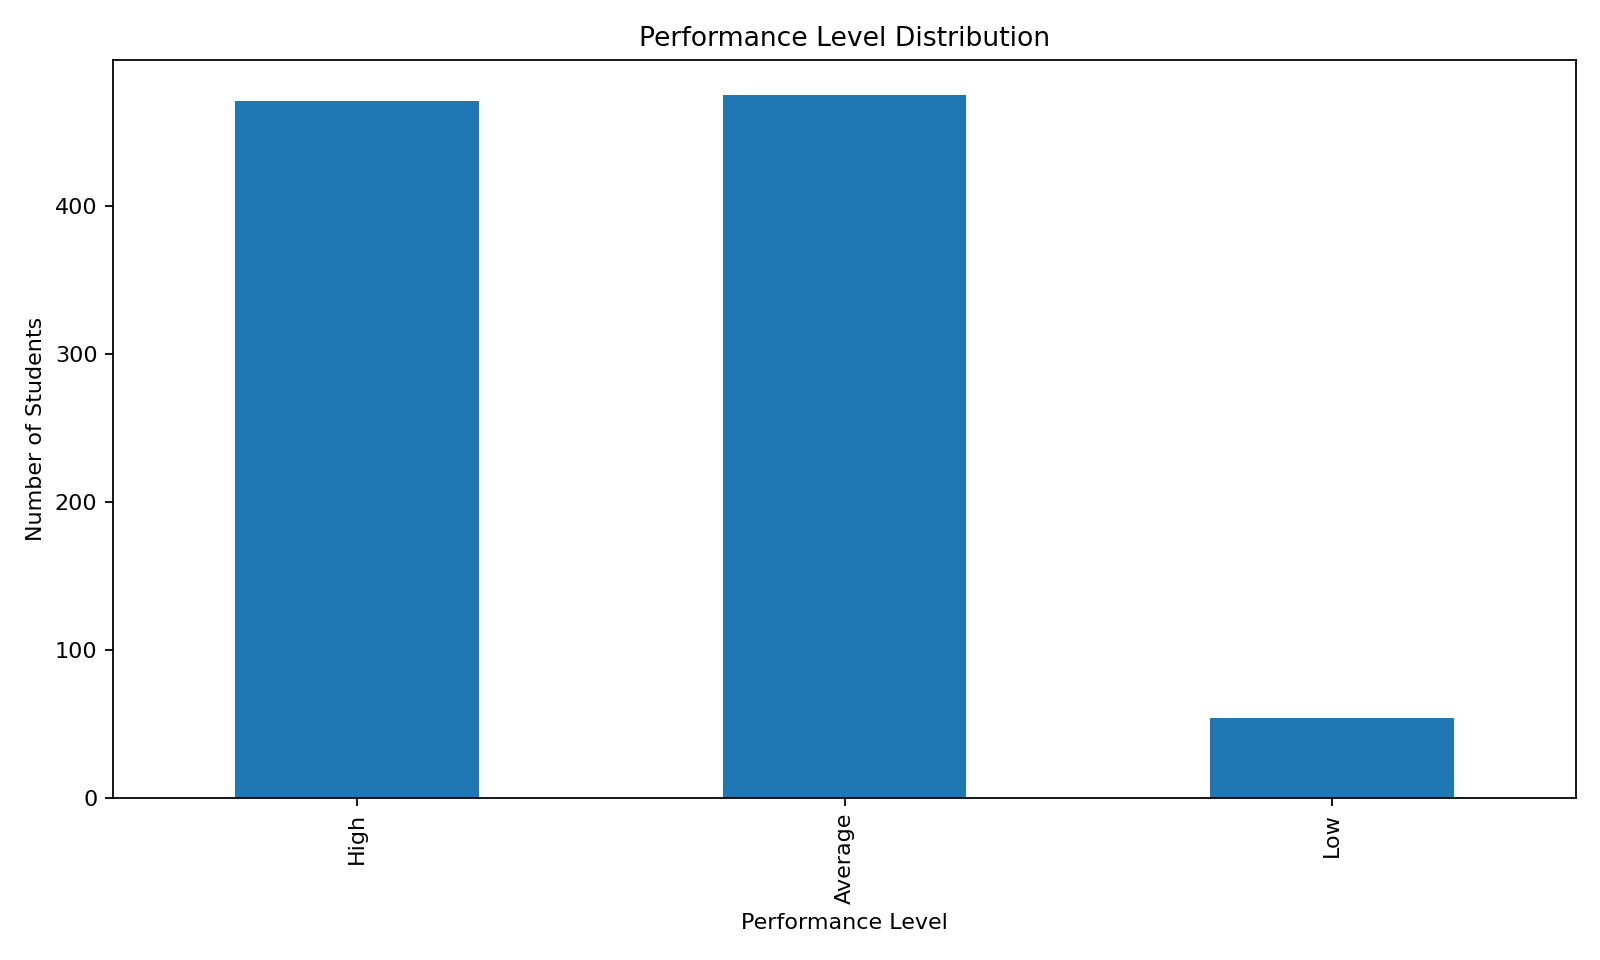 Performance Level Distribution
Number of Students
400
300
200
100
0
High
Average
Low
Performance Level